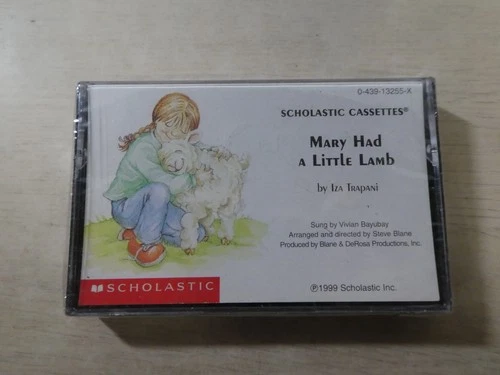 0-439-13255-X
SCHOLASTIC CASSETTES®
MARY HAD
A LITTLE LAMB
by IZA TRAPANI
Sung by Vivian Bayubay
Arranged and directed by Steve Blane
Produced by Blane & DeRosa Productions, Inc.
SCHOLASTIC
℗1999 Scholastic Inc.